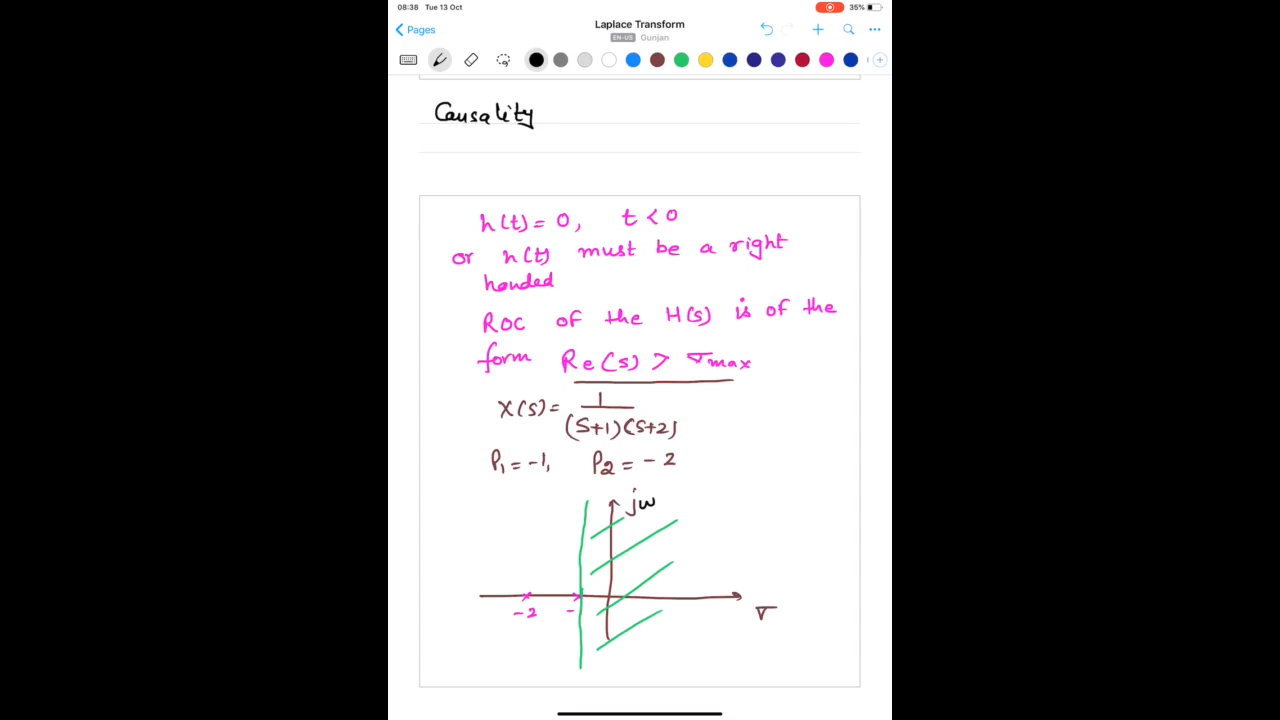 08:38 Tue 13 Oct 35%
Pages
Laplace Transform
EN-US Gunjan
Causality
h(t) = 0, t < 0
or h(t) must be a right
handed
ROC of the H(s) is of the
form Re(s) > σmax
X(s) = 1/(S+1)(S+2)
P1 = -1, P2 = -2
jω
-2 -
σ